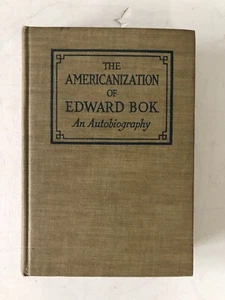 THE
AMERICANIZATION
OF
EDWARD BOK
An Autobiography